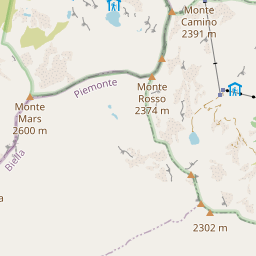 Monte
Camino
2391 m
Piemonte
Monte
Rosso
2374 m
Monte
Mars
2600 m
Biella
a
2302 m